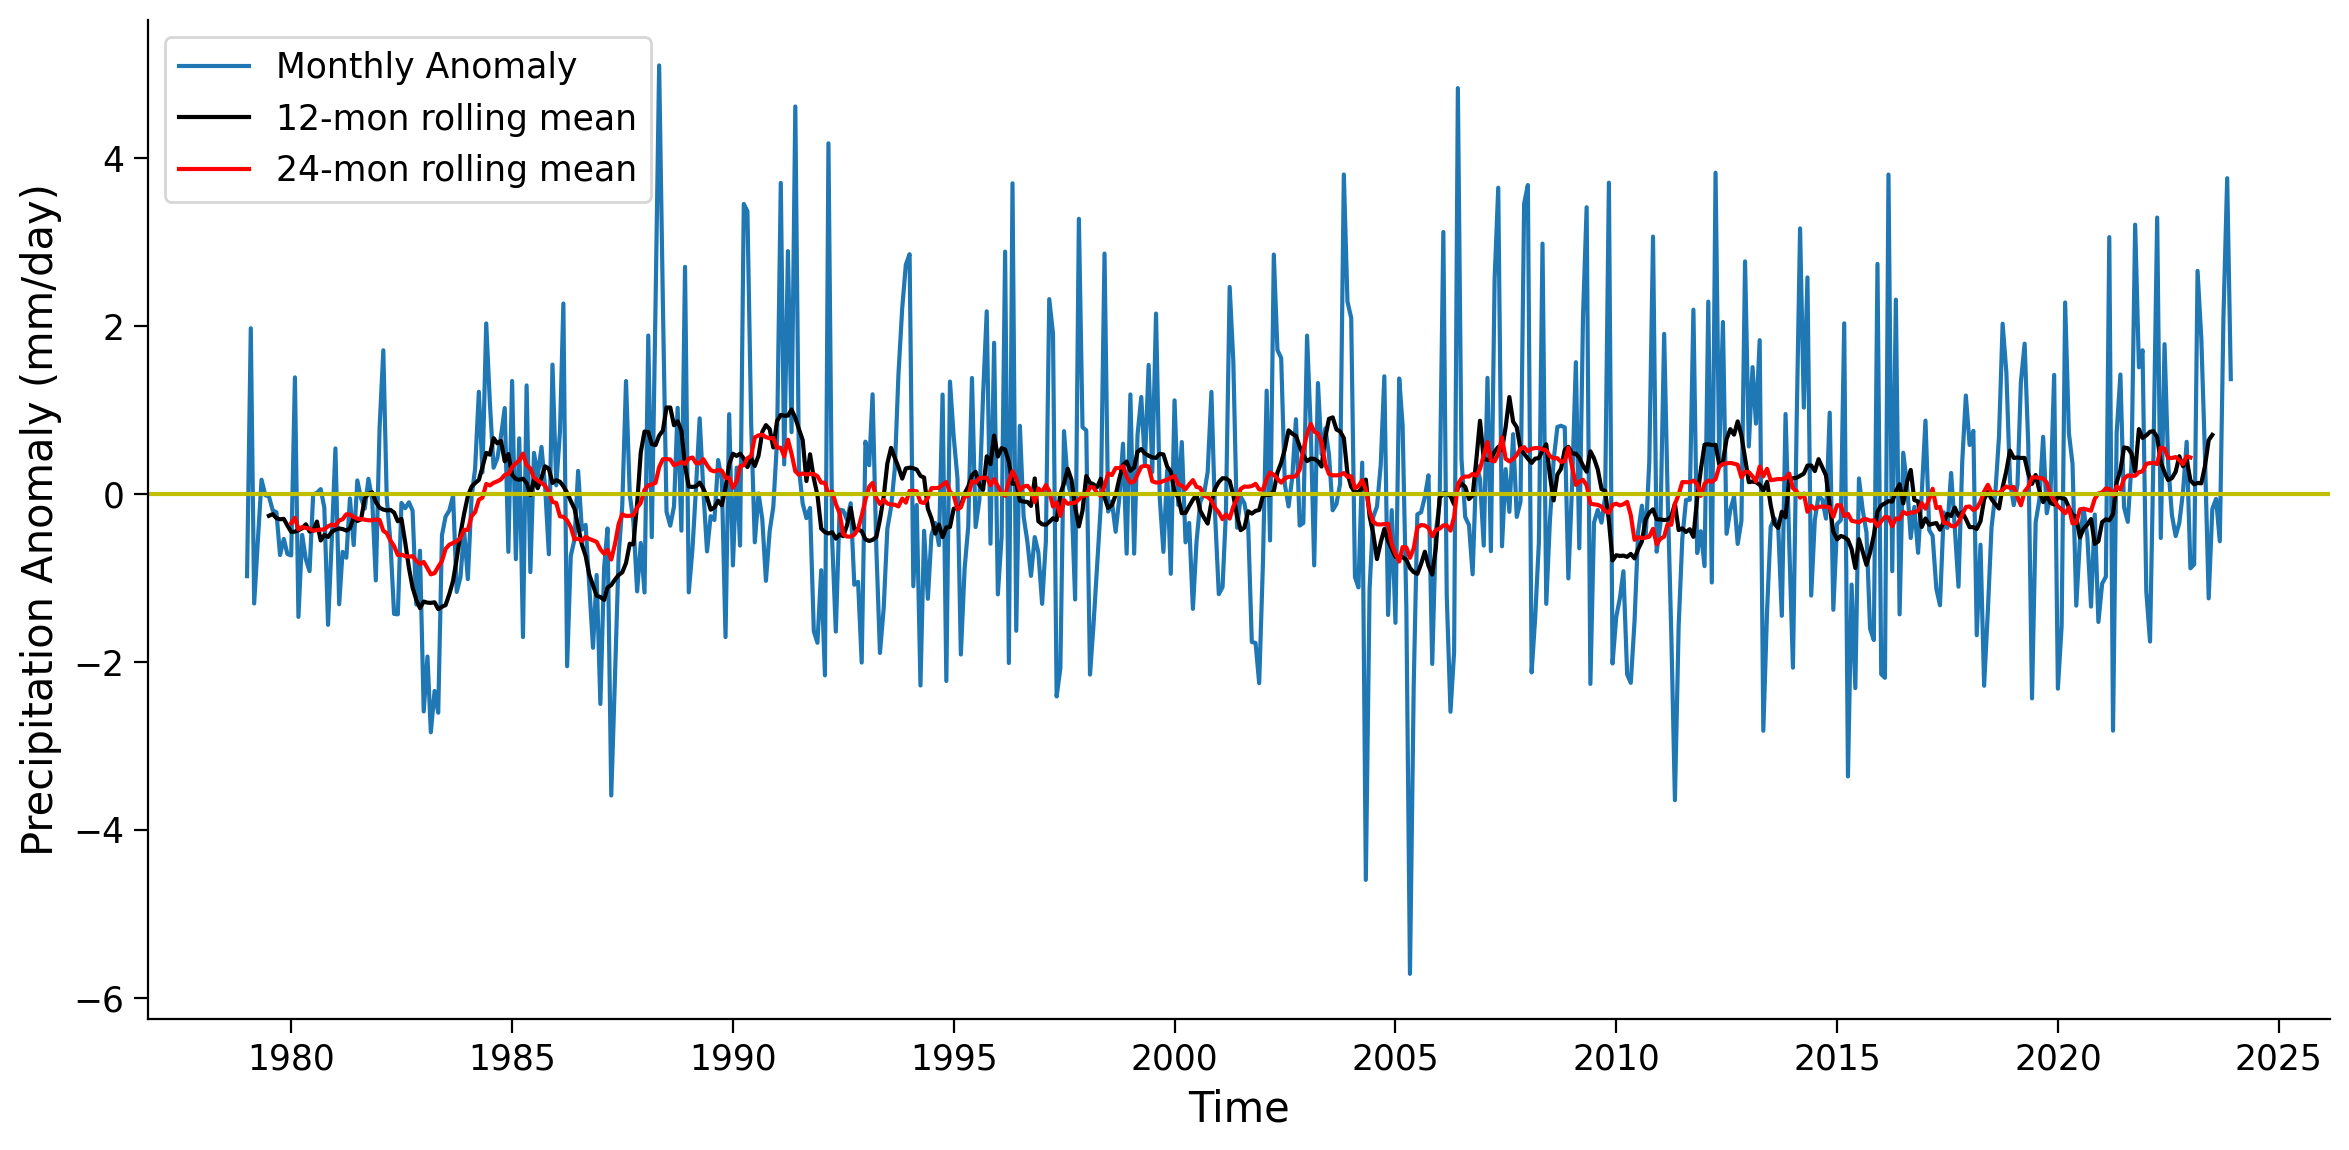 Monthly Anomaly
12-mon rolling mean
24-mon rolling mean
Precipitation Anomaly (mm/day)
4
2
0
−2
−4
−6
1980 1985 1990 1995 2000 2005 2010 2015 2020 2025
Time